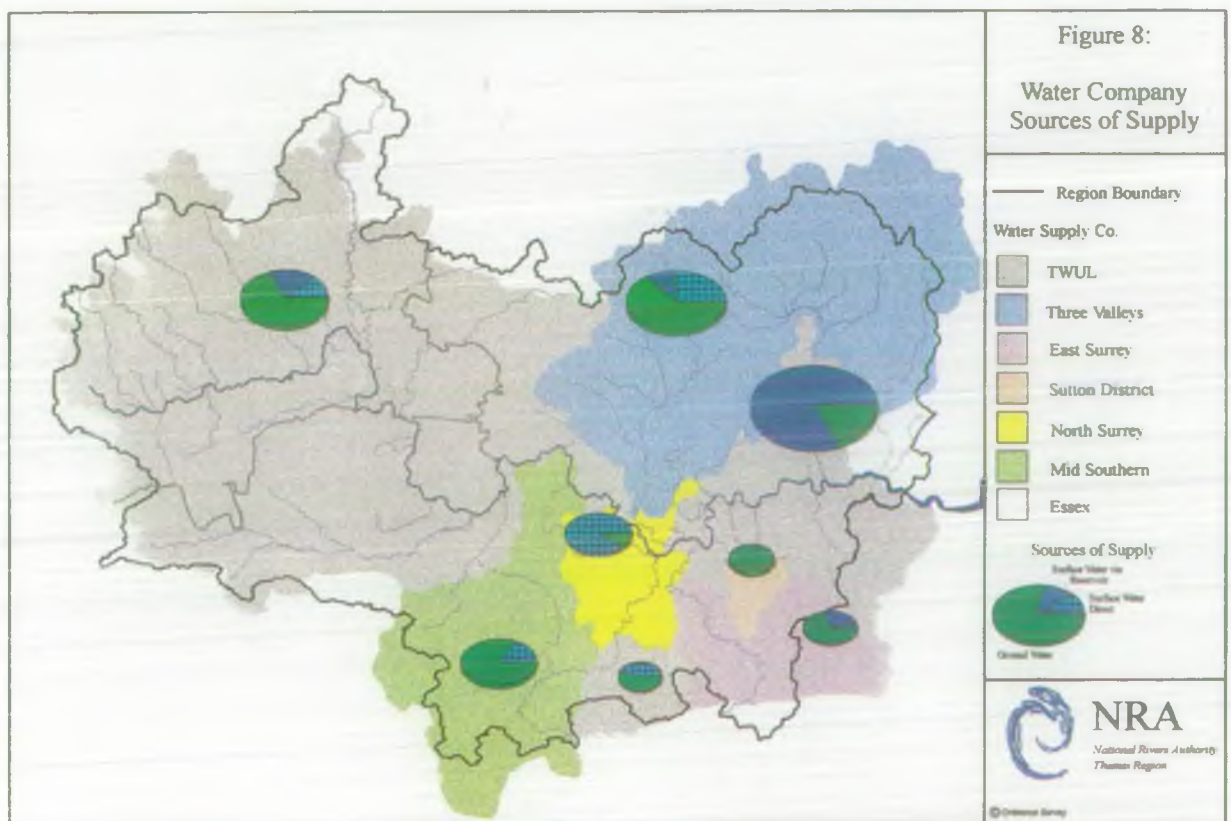 Figure 8:
Water Company
Sources of Supply
Region Boundary
Water Supply Co.
TWUL
Three Valleys
East Surrey
Sutton District
North Surrey
Mid Southern
Essex
Sources of Supply
Surface Water via
Reservoir
Surface Water
Direct
Ground Water
NRA
National Rivers Authority
Thames Region
© Ordnance Survey